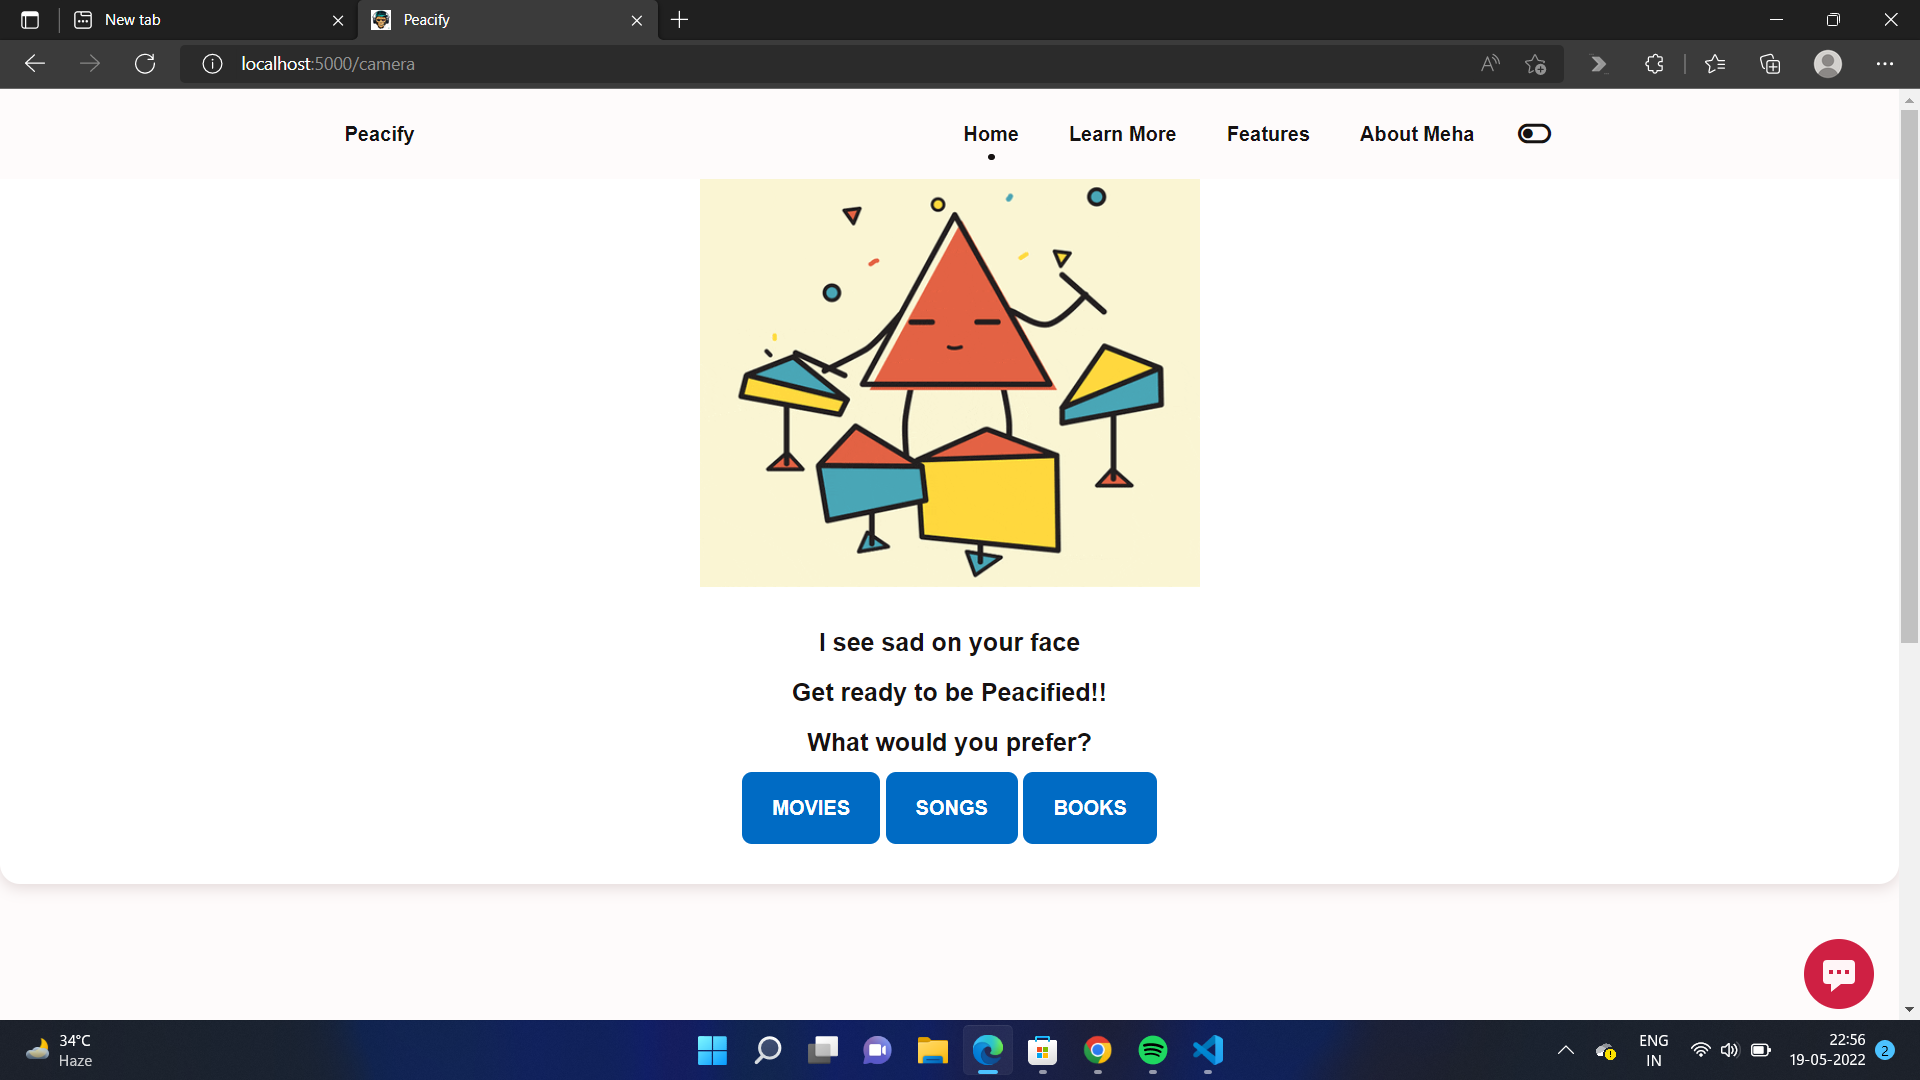 New tab
Peacify
localhost:5000/camera
Peacify
Home
Learn More
Features
About Meha
I see sad on your face
Get ready to be Peacified!!
What would you prefer?
MOVIES
SONGS
BOOKS
34°C
Haze
ENG
IN
22:56
19-05-2022
2